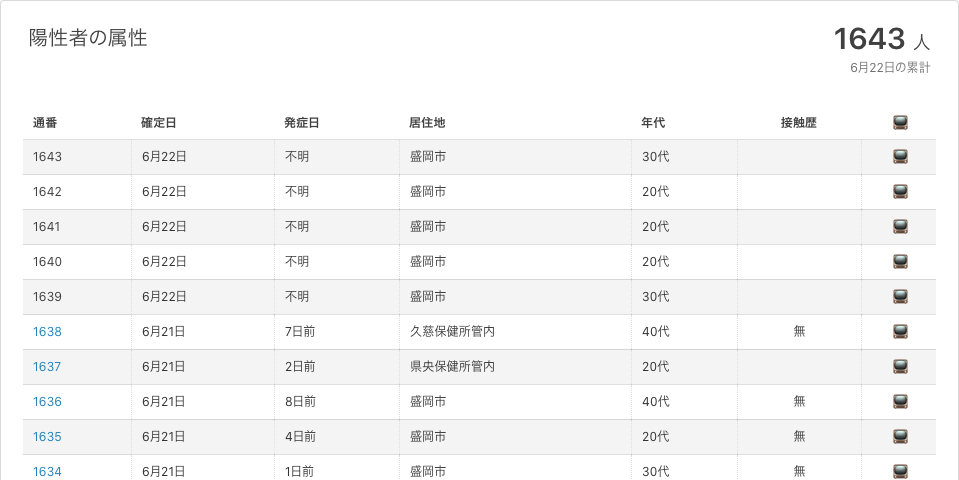 陽性者の属性
1643 人
6月22日の累計
通番 確定日 発症日 居住地 年代 接触歴
1643 6月22日 不明 盛岡市 30代
1642 6月22日 不明 盛岡市 20代
1641 6月22日 不明 盛岡市 20代
1640 6月22日 不明 盛岡市 20代
1639 6月22日 不明 盛岡市 30代
1638 6月21日 7日前 久慈保健所管内 40代 無
1637 6月21日 2日前 県央保健所管内 20代
1636 6月21日 8日前 盛岡市 40代 無
1635 6月21日 4日前 盛岡市 20代 無
1634 6月21日 1日前 盛岡市 30代 無